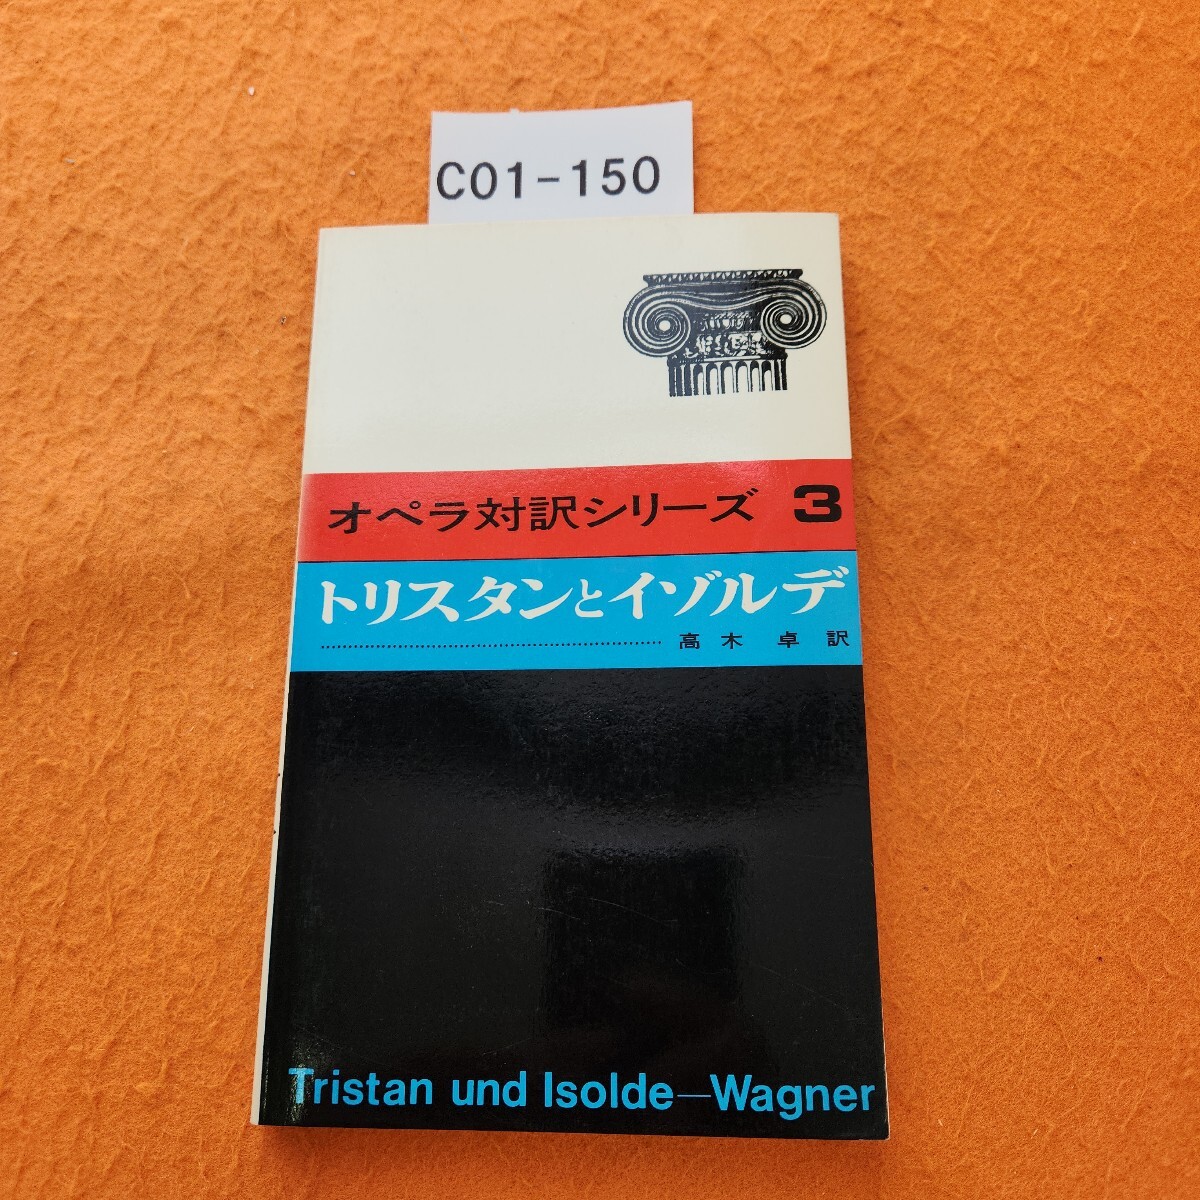 C01-150
オペラ対訳シリーズ 3
トリスタンとイゾルデ
高木 卓 訳
Tristan und Isolde—Wagner